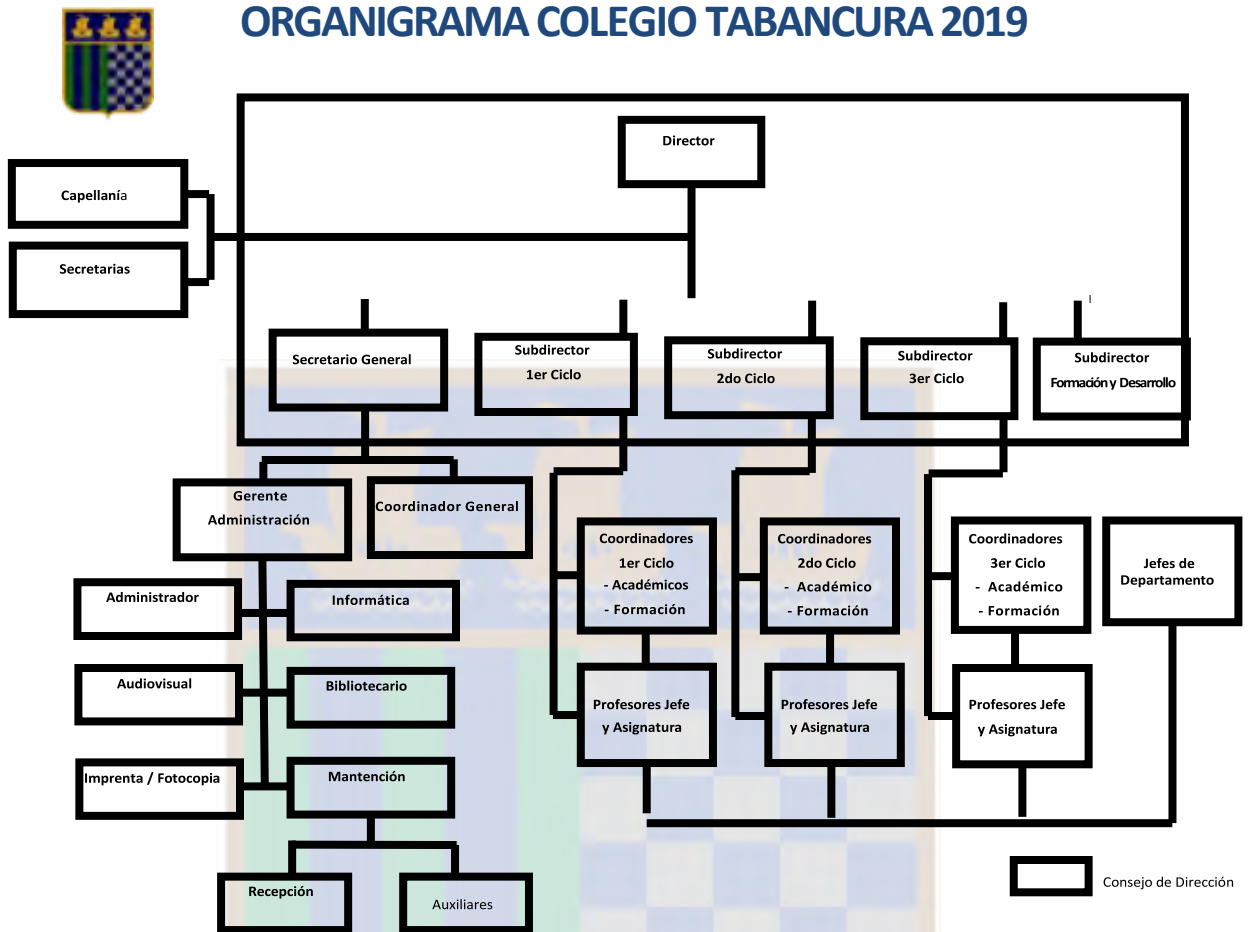 ORGANIGRAMA COLEGIO TABANCURA 2019
Director
Capellanía
Secretarias
Secretario General
Subdirector
1er Ciclo
Subdirector
2do Ciclo
Subdirector
3er Ciclo
Subdirector
Formación y Desarrollo
Gerente
Administración
Coordinador General
Coordinadores
1er Ciclo
- Académicos
- Formación
Coordinadores
2do Ciclo
- Académico
- Formación
Coordinadores
3er Ciclo
- Académico
- Formación
Jefes de
Departamento
Administrador
Informática
Audiovisual
Bibliotecario
Profesores Jefe
y Asignatura
Profesores Jefe
y Asignatura
Profesores Jefe
y Asignatura
Imprenta / Fotocopia
Mantención
Recepción
Auxiliares
Consejo de Dirección